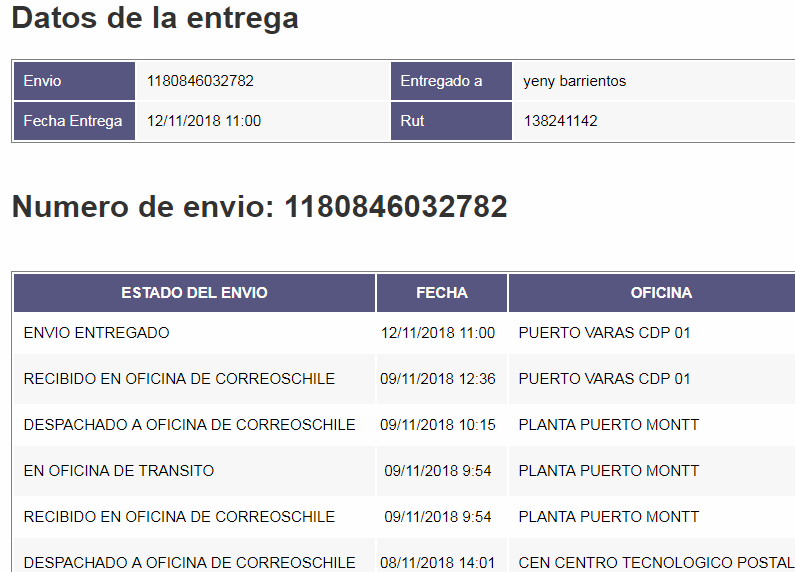 Datos de la entrega
Envio 1180846032782 Entregado a yeny barrientos
Fecha Entrega 12/11/2018 11:00 Rut 138241142
Numero de envio: 1180846032782
ESTADO DEL ENVIO FECHA OFICINA
ENVIO ENTREGADO 12/11/2018 11:00 PUERTO VARAS CDP 01
RECIBIDO EN OFICINA DE CORREOSCHILE 09/11/2018 12:36 PUERTO VARAS CDP 01
DESPACHADO A OFICINA DE CORREOSCHILE 09/11/2018 10:15 PLANTA PUERTO MONTT
EN OFICINA DE TRANSITO 09/11/2018 9:54 PLANTA PUERTO MONTT
RECIBIDO EN OFICINA DE CORREOSCHILE 09/11/2018 9:54 PLANTA PUERTO MONTT
DESPACHADO A OFICINA DE CORREOSCHILE 08/11/2018 14:01 CEN CENTRO TECNOLOGICO POSTAL